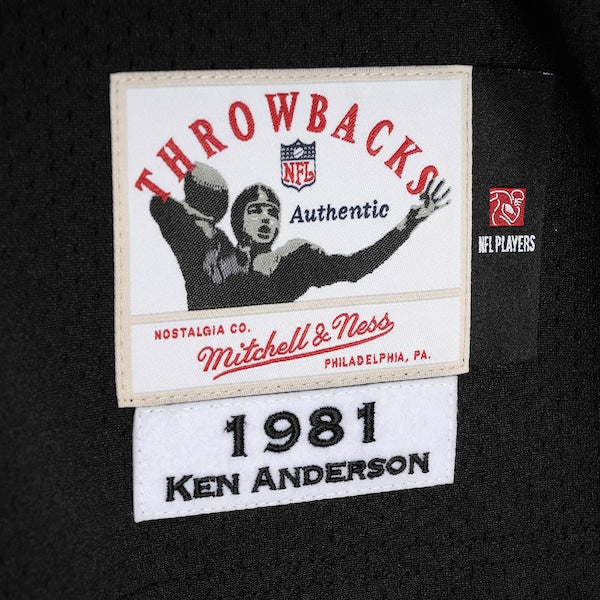 THROWBACKS
NFL
Authentic
NFL PLAYERS
NOSTALGIA CO.
Mitchell & Ness
PHILADELPHIA, PA.
1981
KEN ANDERSON